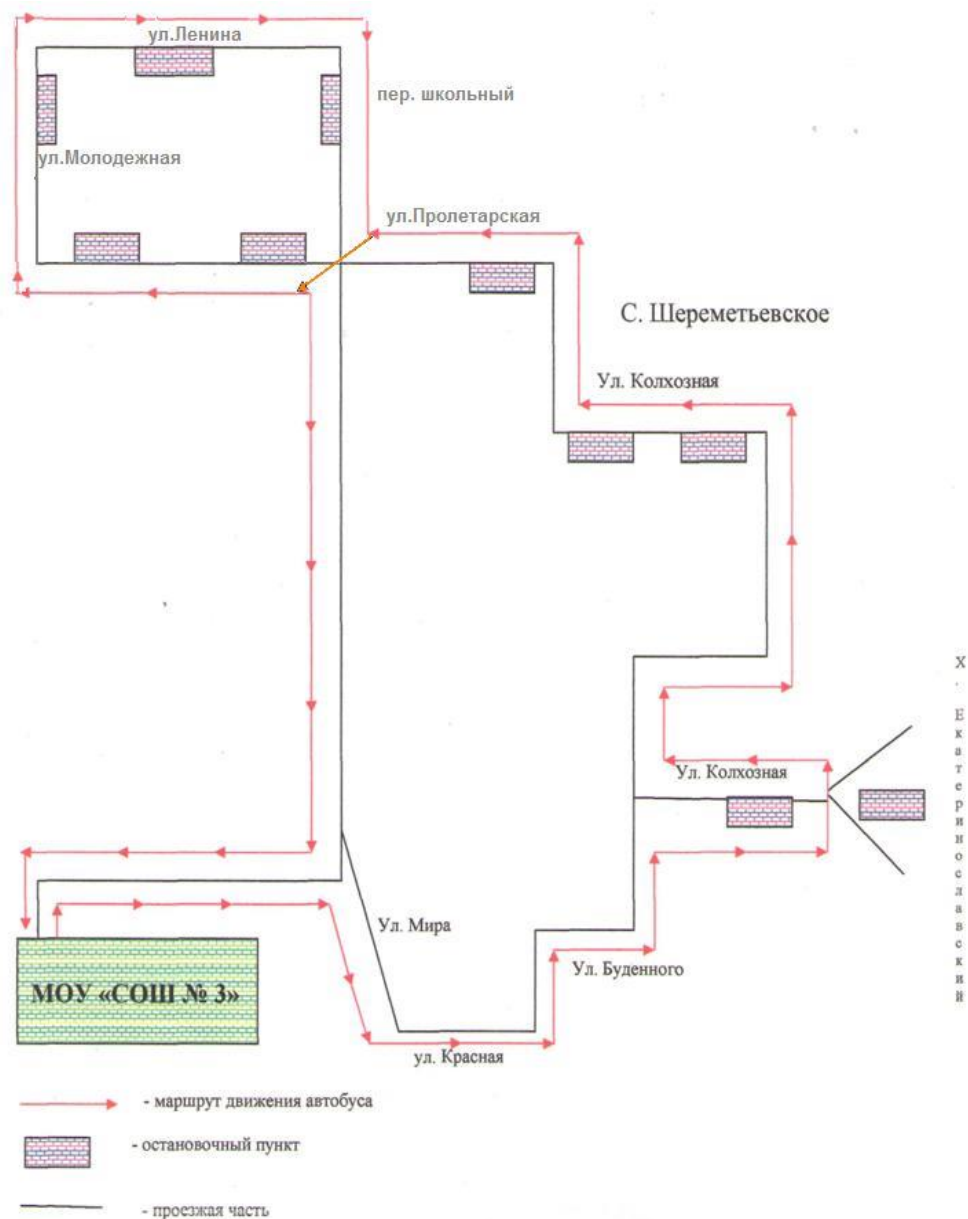 ул.Ленина
пер. школьный
ул.Молодежная
ул.Пролетарская
С. Шереметьевское
Ул. Колхозная
Х. Екатеринославский
Ул. Колхозная
Ул. Мира
Ул. Буденного
МОУ «СОШ № 3»
ул. Красная
- маршрут движения автобуса
- остановочный пункт
- проезжая часть